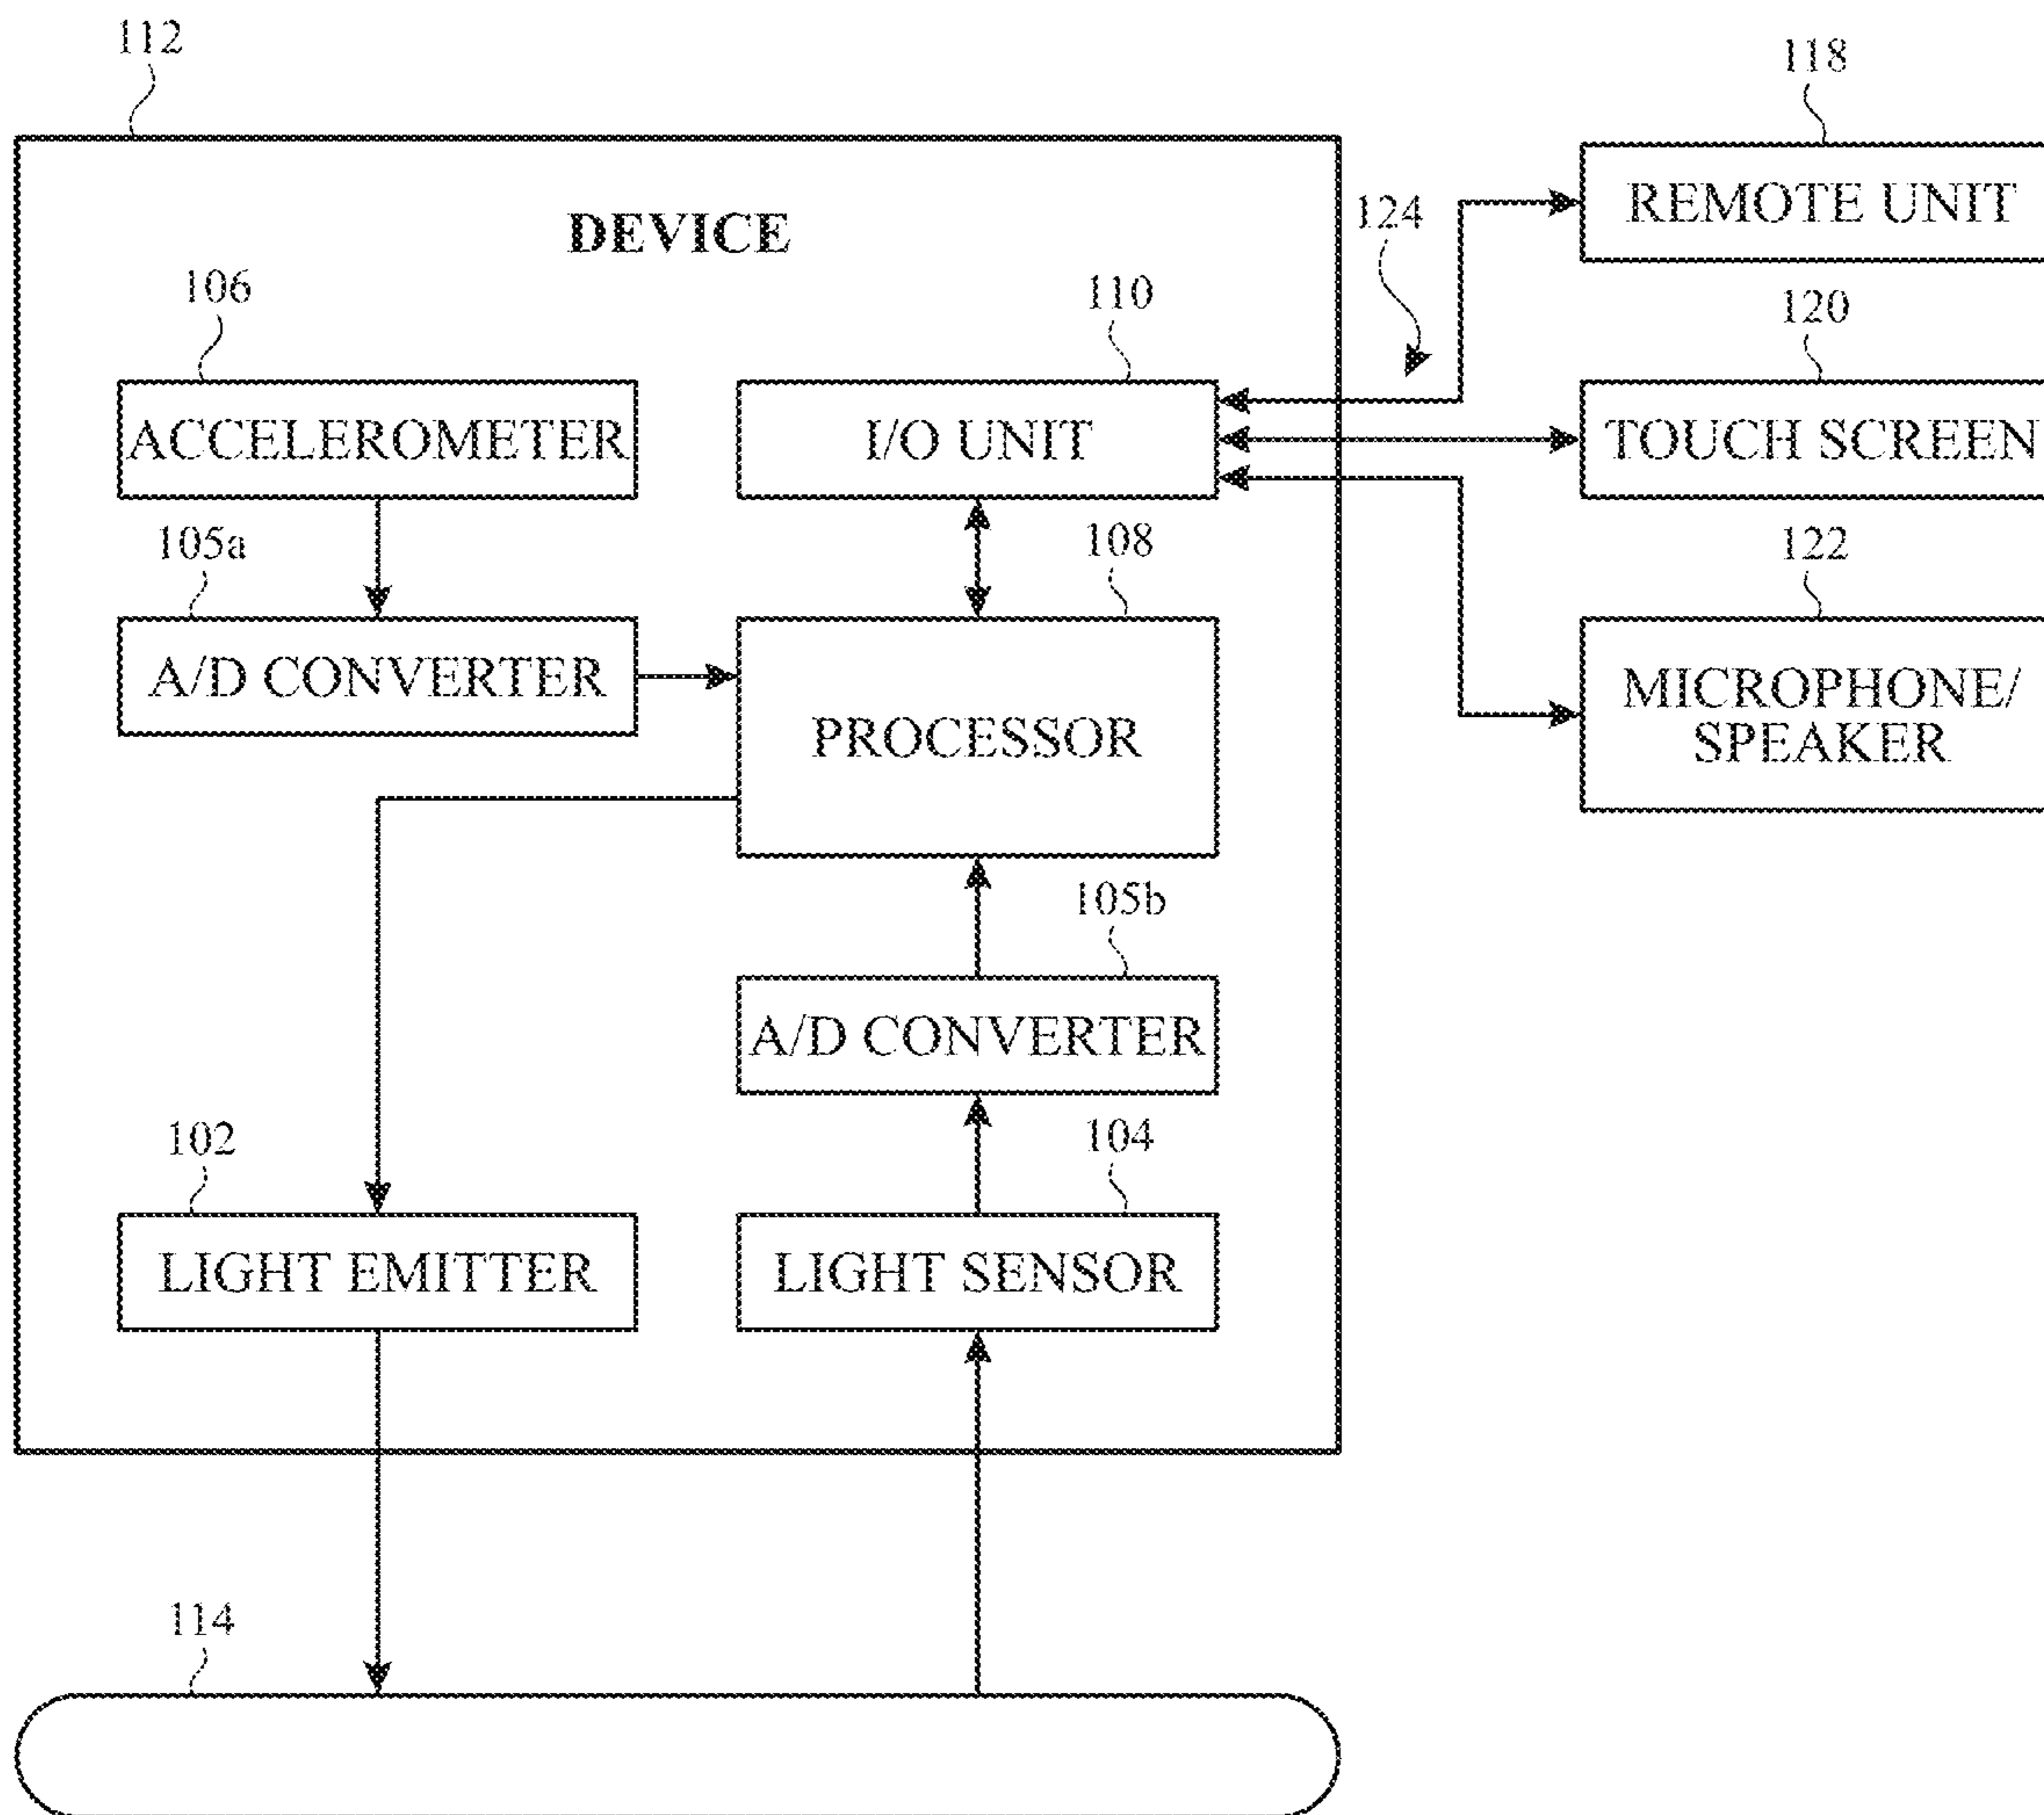 112
118
DEVICE
124
REMOTE UNIT
106
110
120
ACCELEROMETER
I/O UNIT
TOUCH SCREEN
105a
108
122
A/D CONVERTER
PROCESSOR
MICROPHONE/
SPEAKER
105b
A/D CONVERTER
102
104
LIGHT EMITTER
LIGHT SENSOR
114